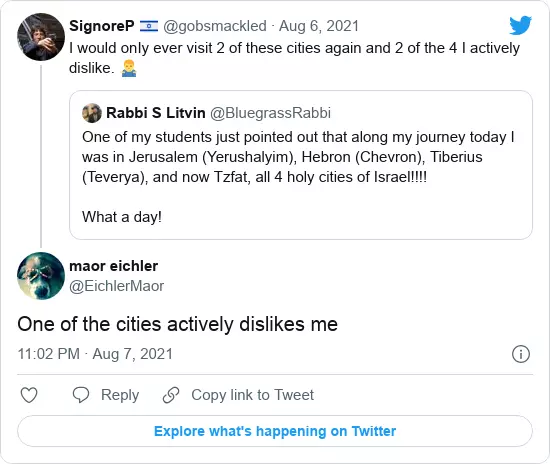 SignoreP 🇮🇱 @gobsmackled · Aug 6, 2021
I would only ever visit 2 of these cities again and 2 of the 4 I actively
dislike. 🤷‍♂️
Rabbi S Litvin @BluegrassRabbi
One of my students just pointed out that along my journey today I
was in Jerusalem (Yerushalyim), Hebron (Chevron), Tiberius
(Teverya), and now Tzfat, all 4 holy cities of Israel!!!!
What a day!
maor eichler
@EichlerMaor
One of the cities actively dislikes me
11:02 PM · Aug 7, 2021
Reply
Copy link to Tweet
Explore what's happening on Twitter